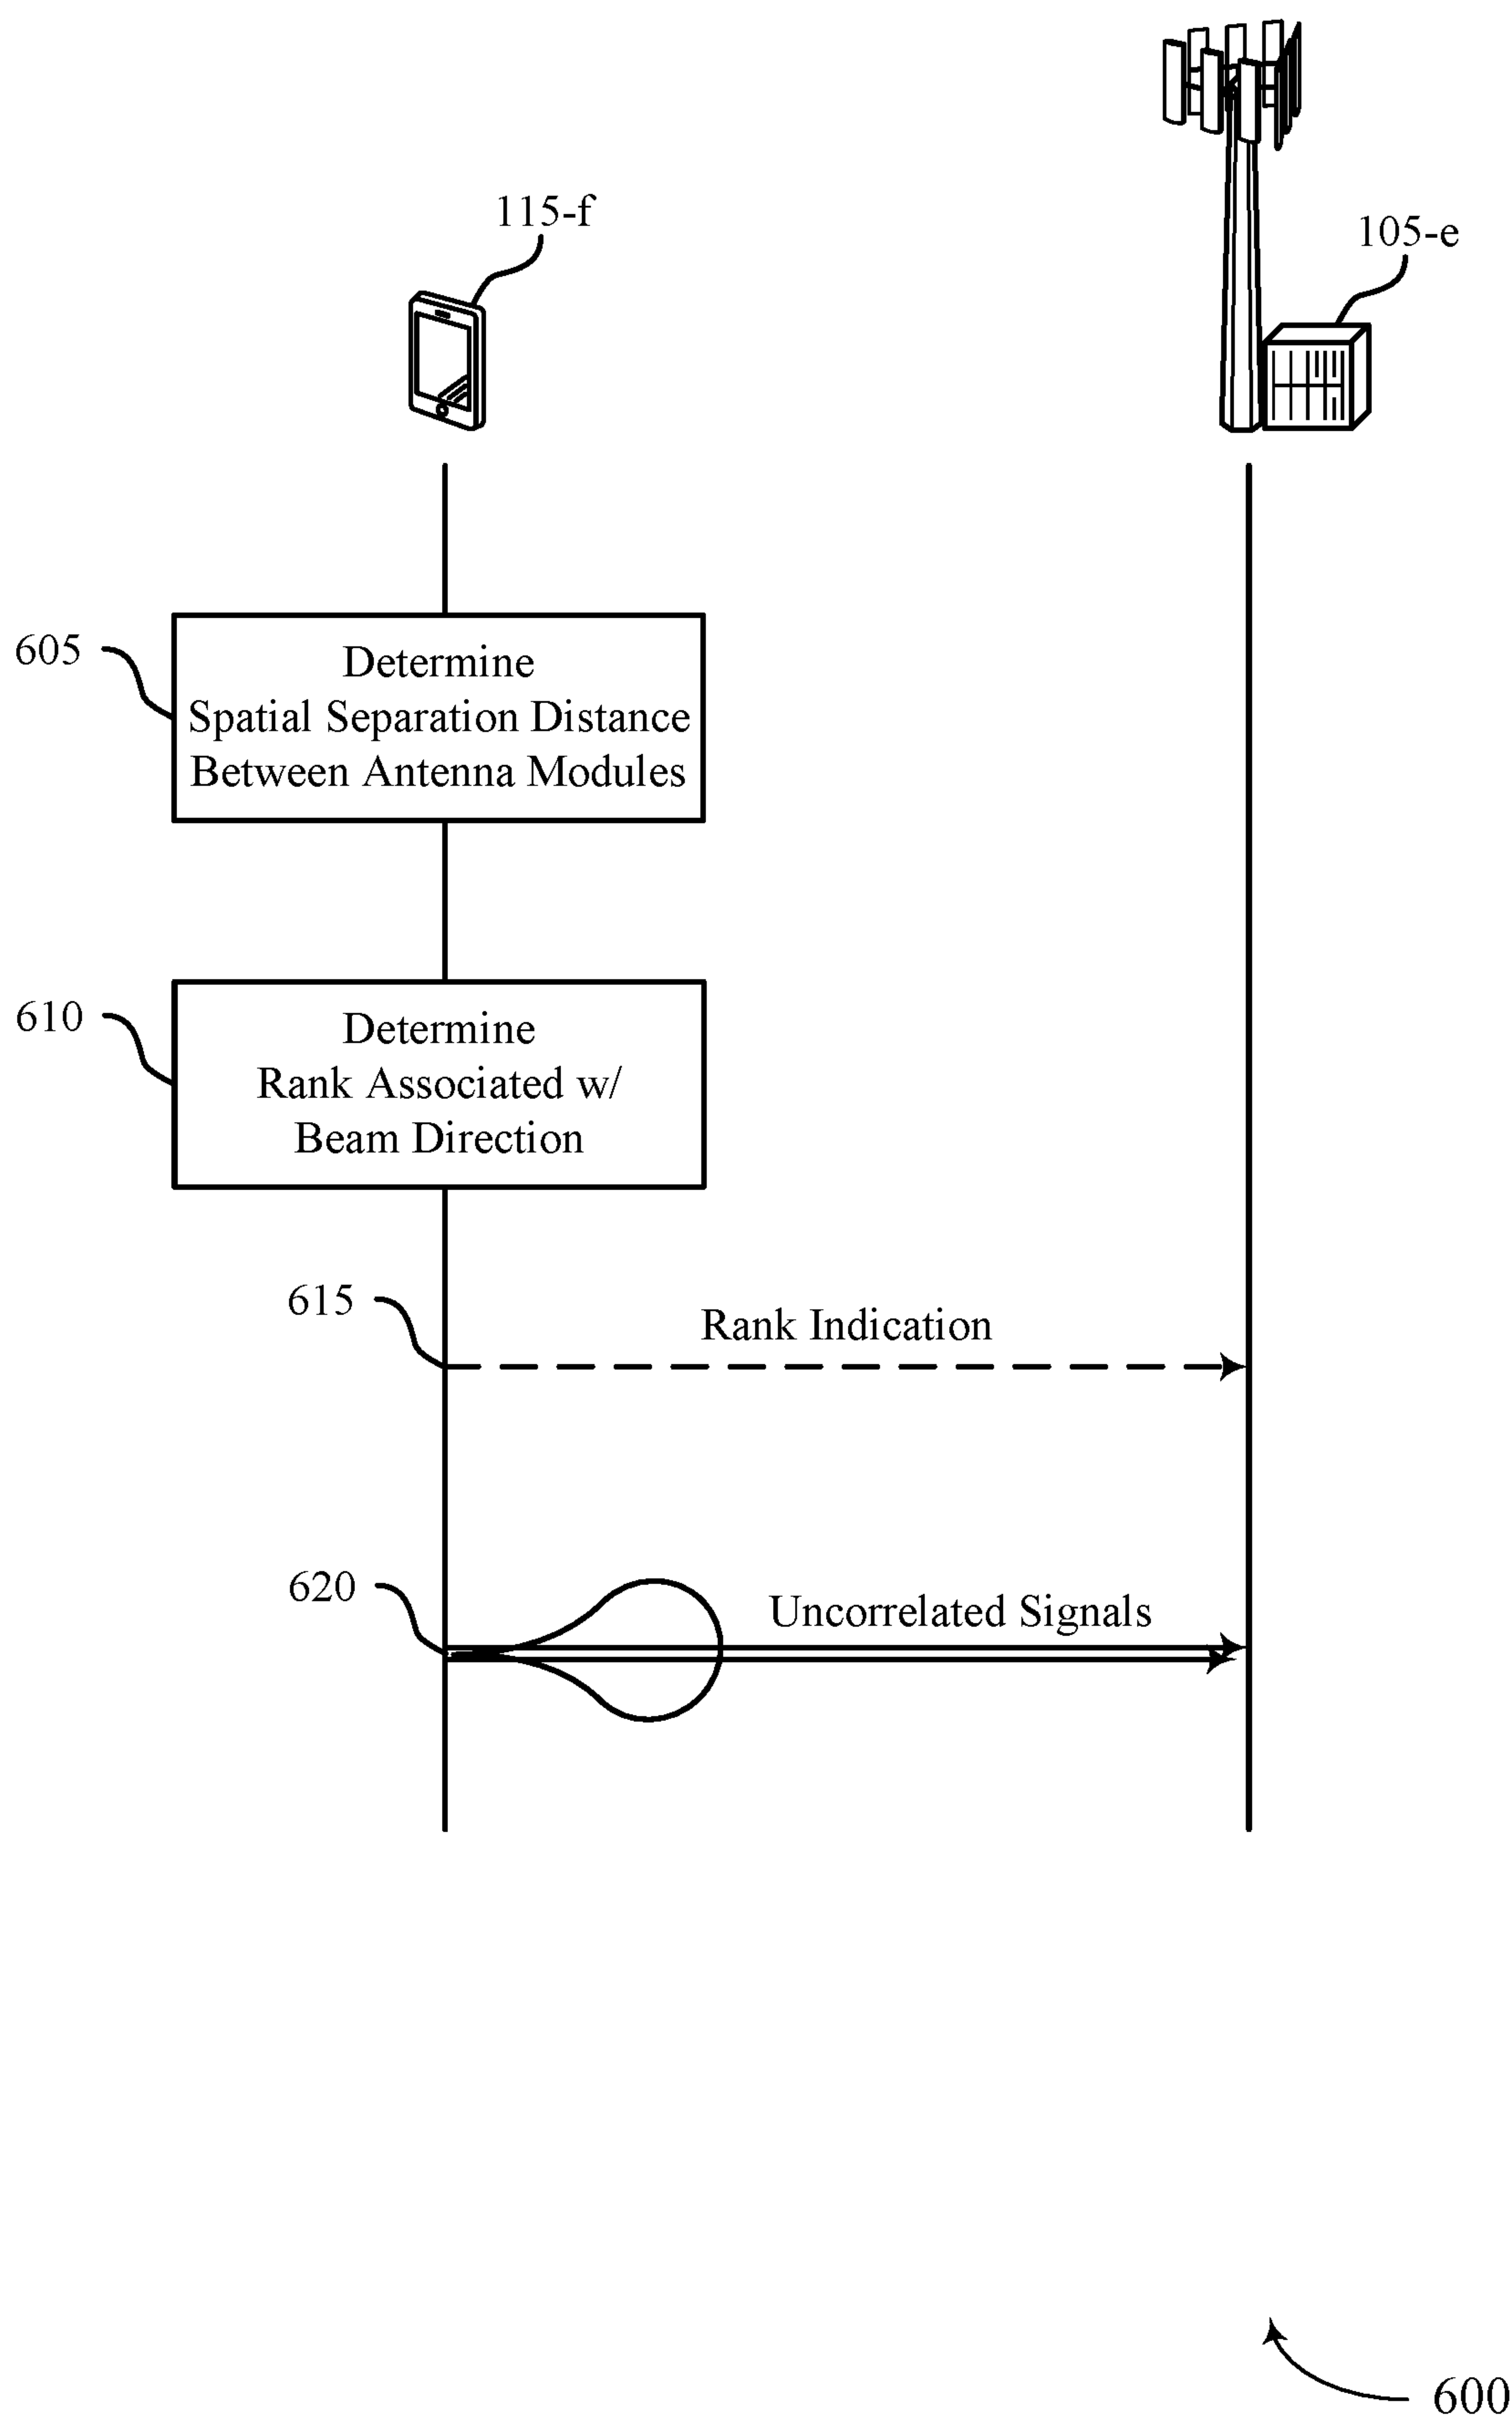 115-f
105-e
605
Determine
Spatial Separation Distance
Between Antenna Modules
610
Determine
Rank Associated w/
Beam Direction
615
Rank Indication
620
Uncorrelated Signals
600